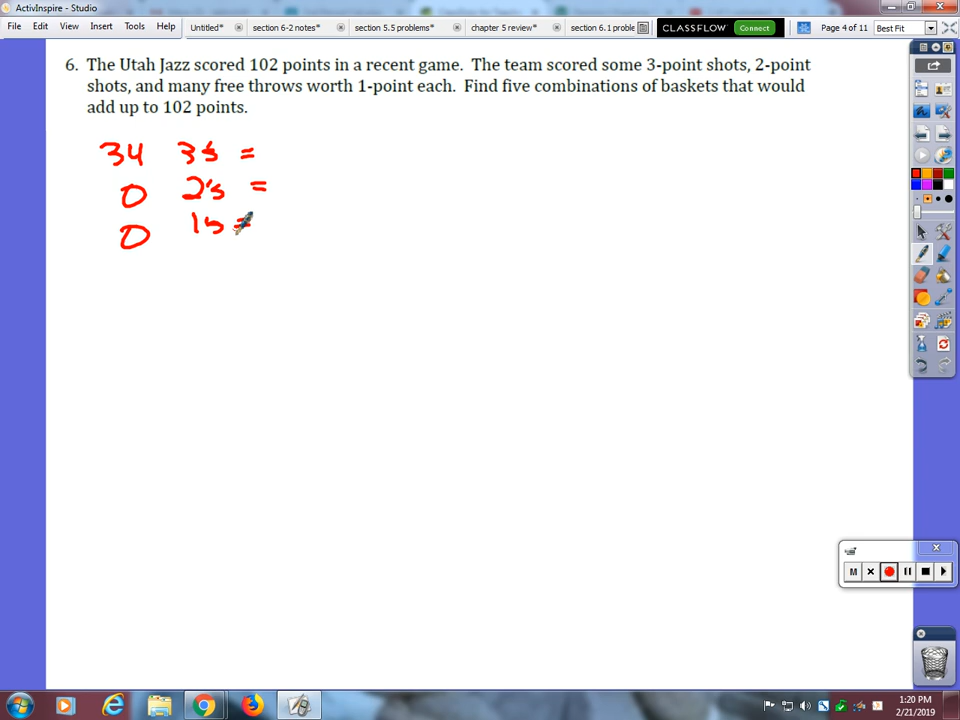 ActivInspire - Studio
File Edit View Insert Tools Help Untitled* section 6-2 notes* section 5.5 problems* chapter 5 review* section 6.1 proble CLASSFLOW Connect Page 4 of 11 Best Fit
6. The Utah Jazz scored 102 points in a recent game. The team scored some 3-point shots, 2-point
shots, and many free throws worth 1-point each. Find five combinations of baskets that would
add up to 102 points.
34 3s =
0 2's =
0 1s =
M
1:20 PM
2/21/2019